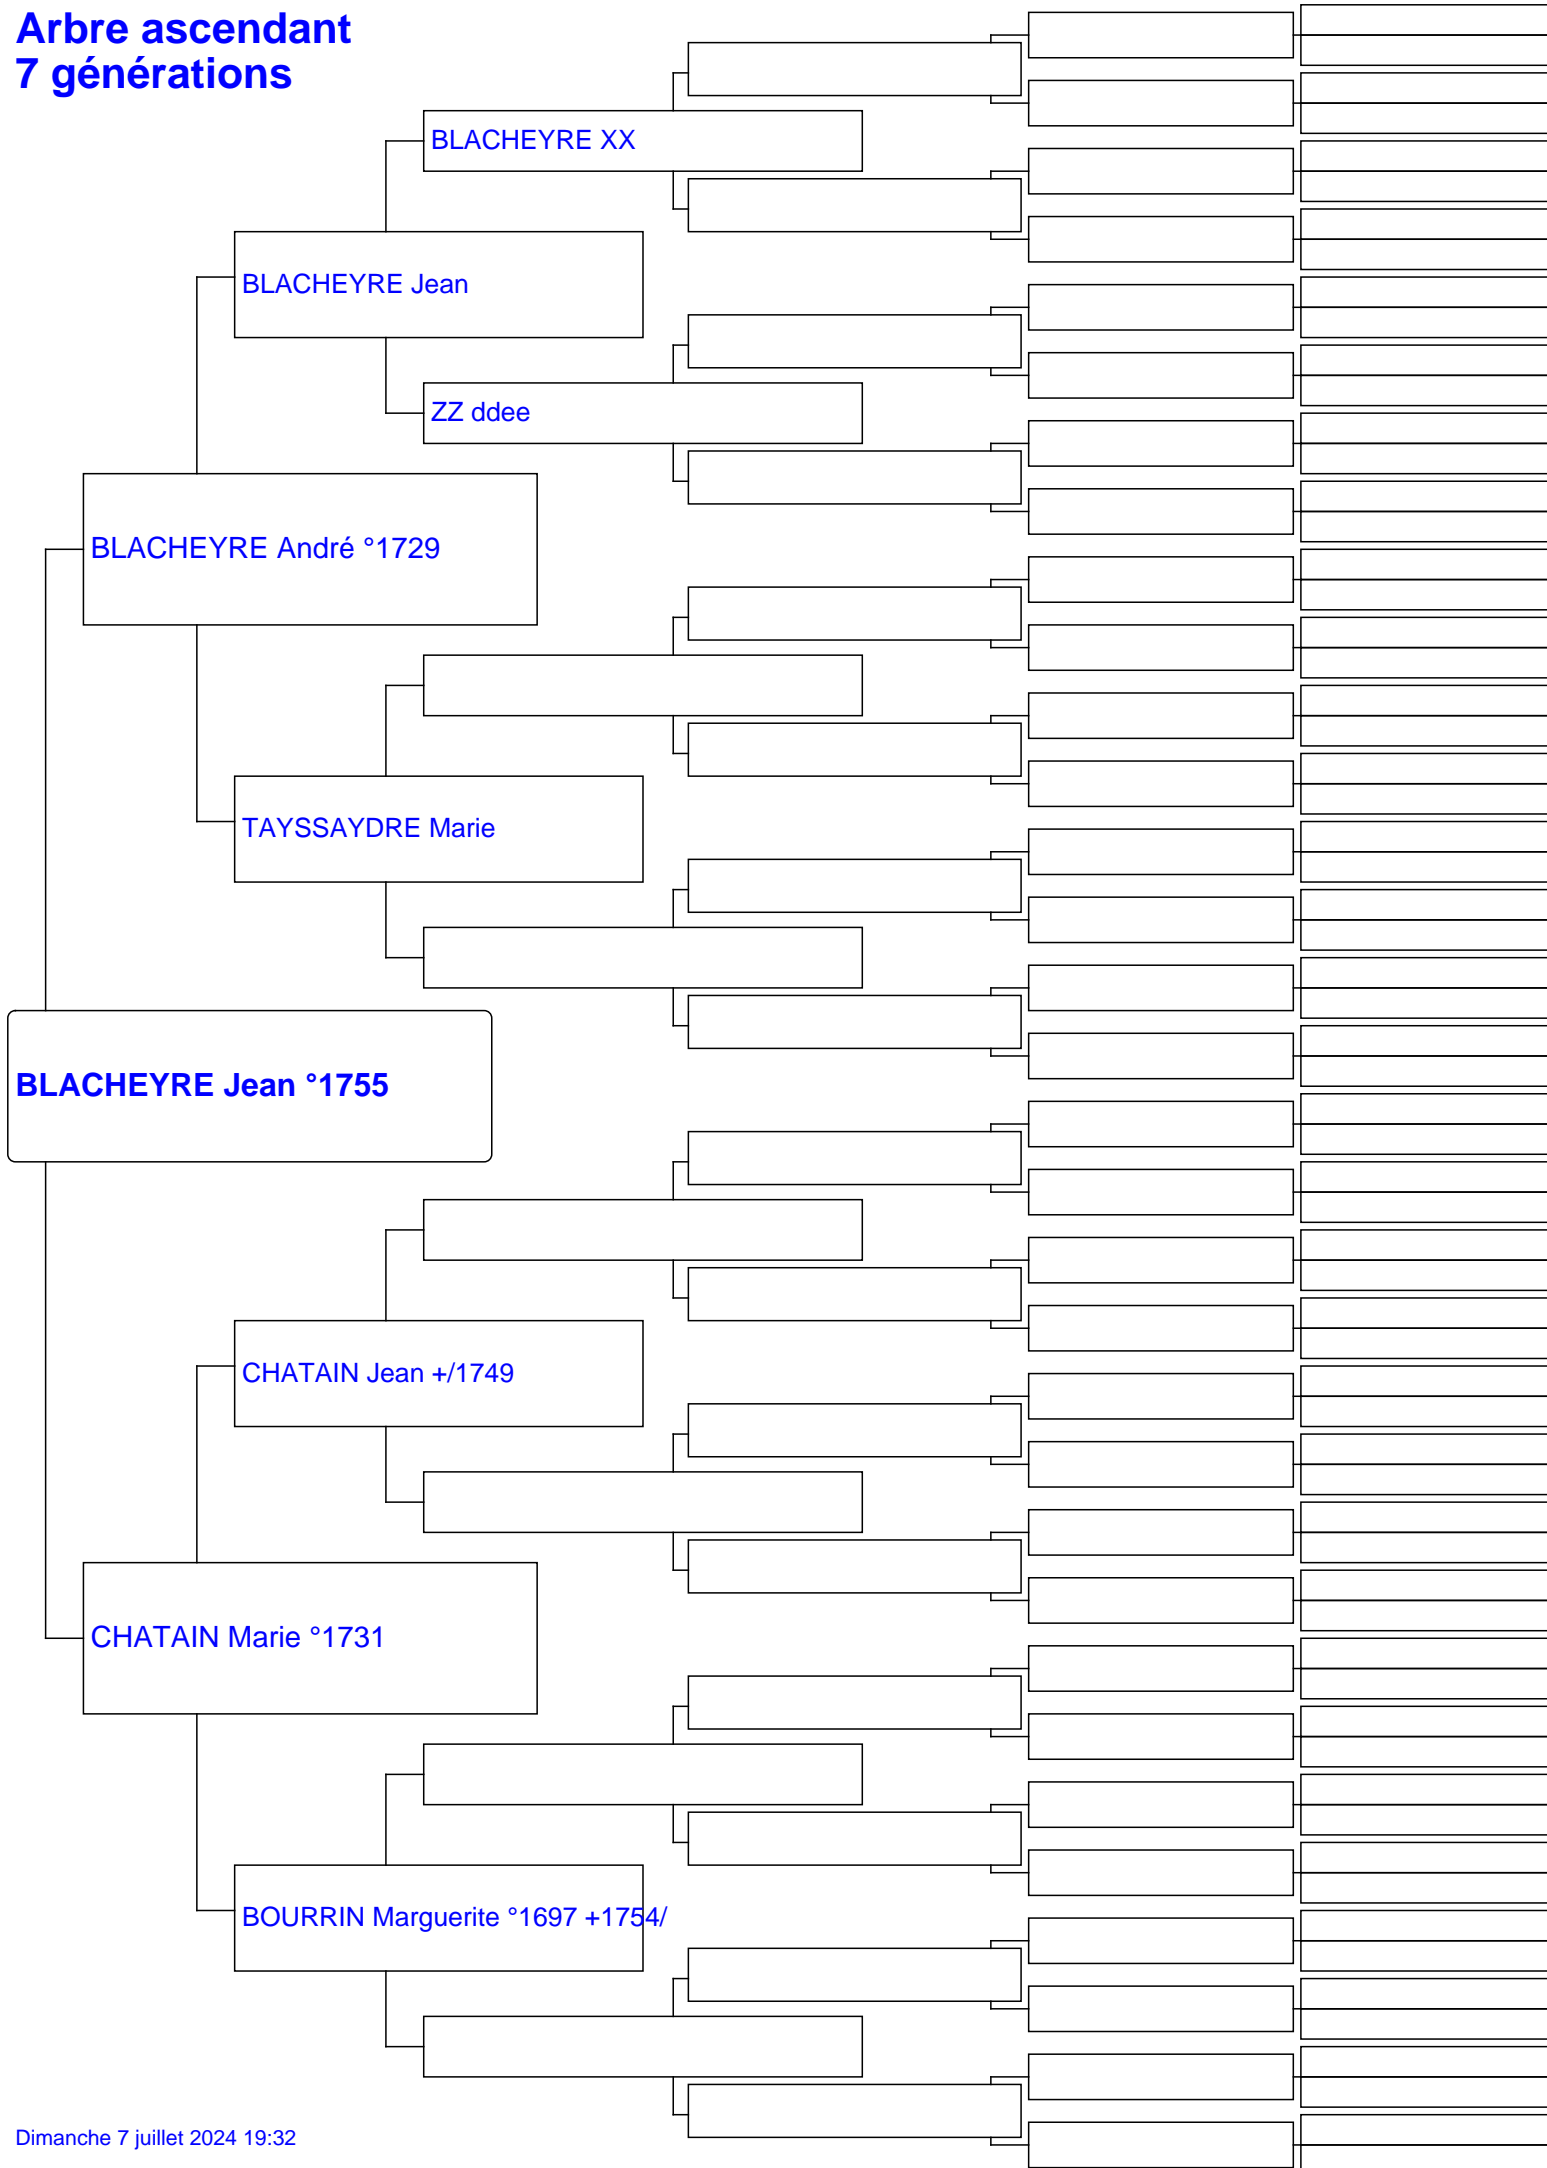 Arbre ascendant
7 générations
BLACHEYRE XX
BLACHEYRE Jean
ZZ ddee
BLACHEYRE André °1729
TAYSSAYDRE Marie
BLACHEYRE Jean °1755
CHATAIN Jean +/1749
CHATAIN Marie °1731
BOURRIN Marguerite °1697 +1754/
Dimanche 7 juillet 2024 19:32